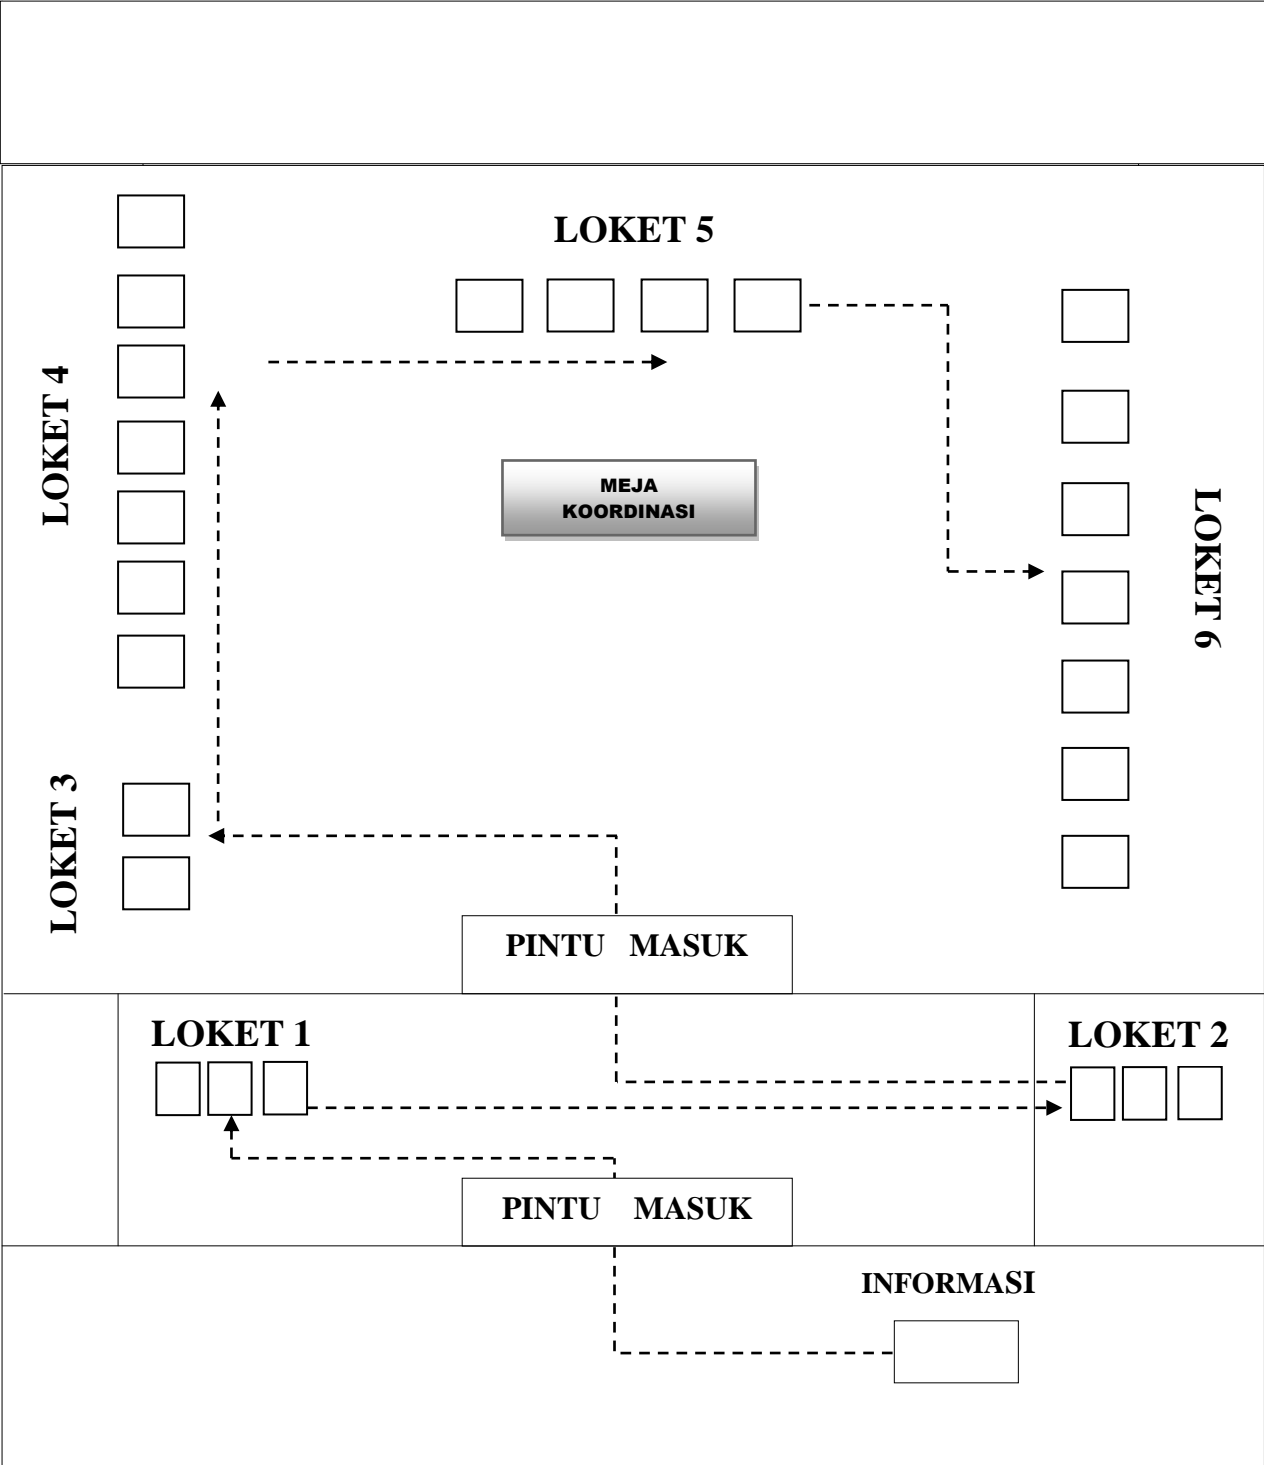 LOKET 5
LOKET 4
MEJA
KOORDINASI
LOKET 6
LOKET 3
PINTU MASUK
LOKET 1
LOKET 2
PINTU MASUK
INFORMASI